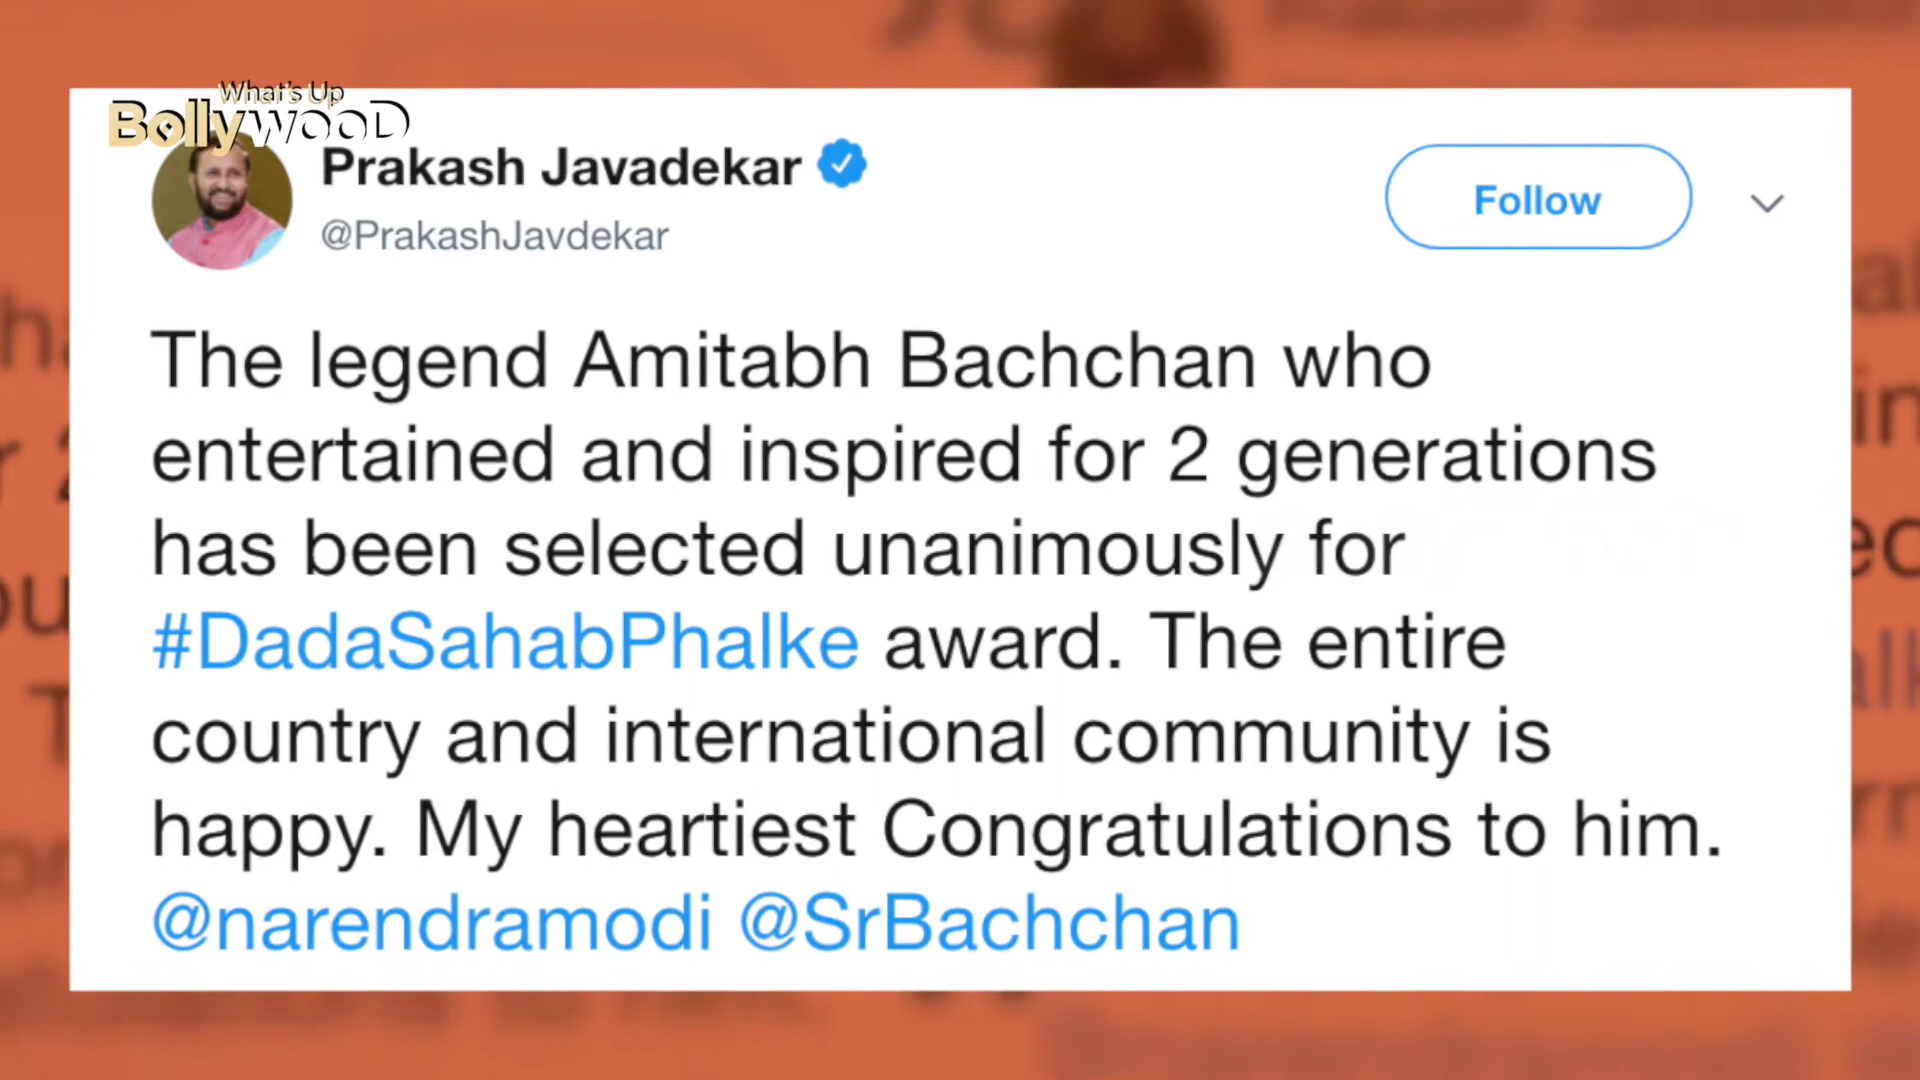 What's Up
BollywooD
Prakash Javadekar
@PrakashJavdekar
Follow
The legend Amitabh Bachchan who
entertained and inspired for 2 generations
has been selected unanimously for
#DadaSahabPhalke award. The entire
country and international community is
happy. My heartiest Congratulations to him.
@narendramodi @SrBachchan